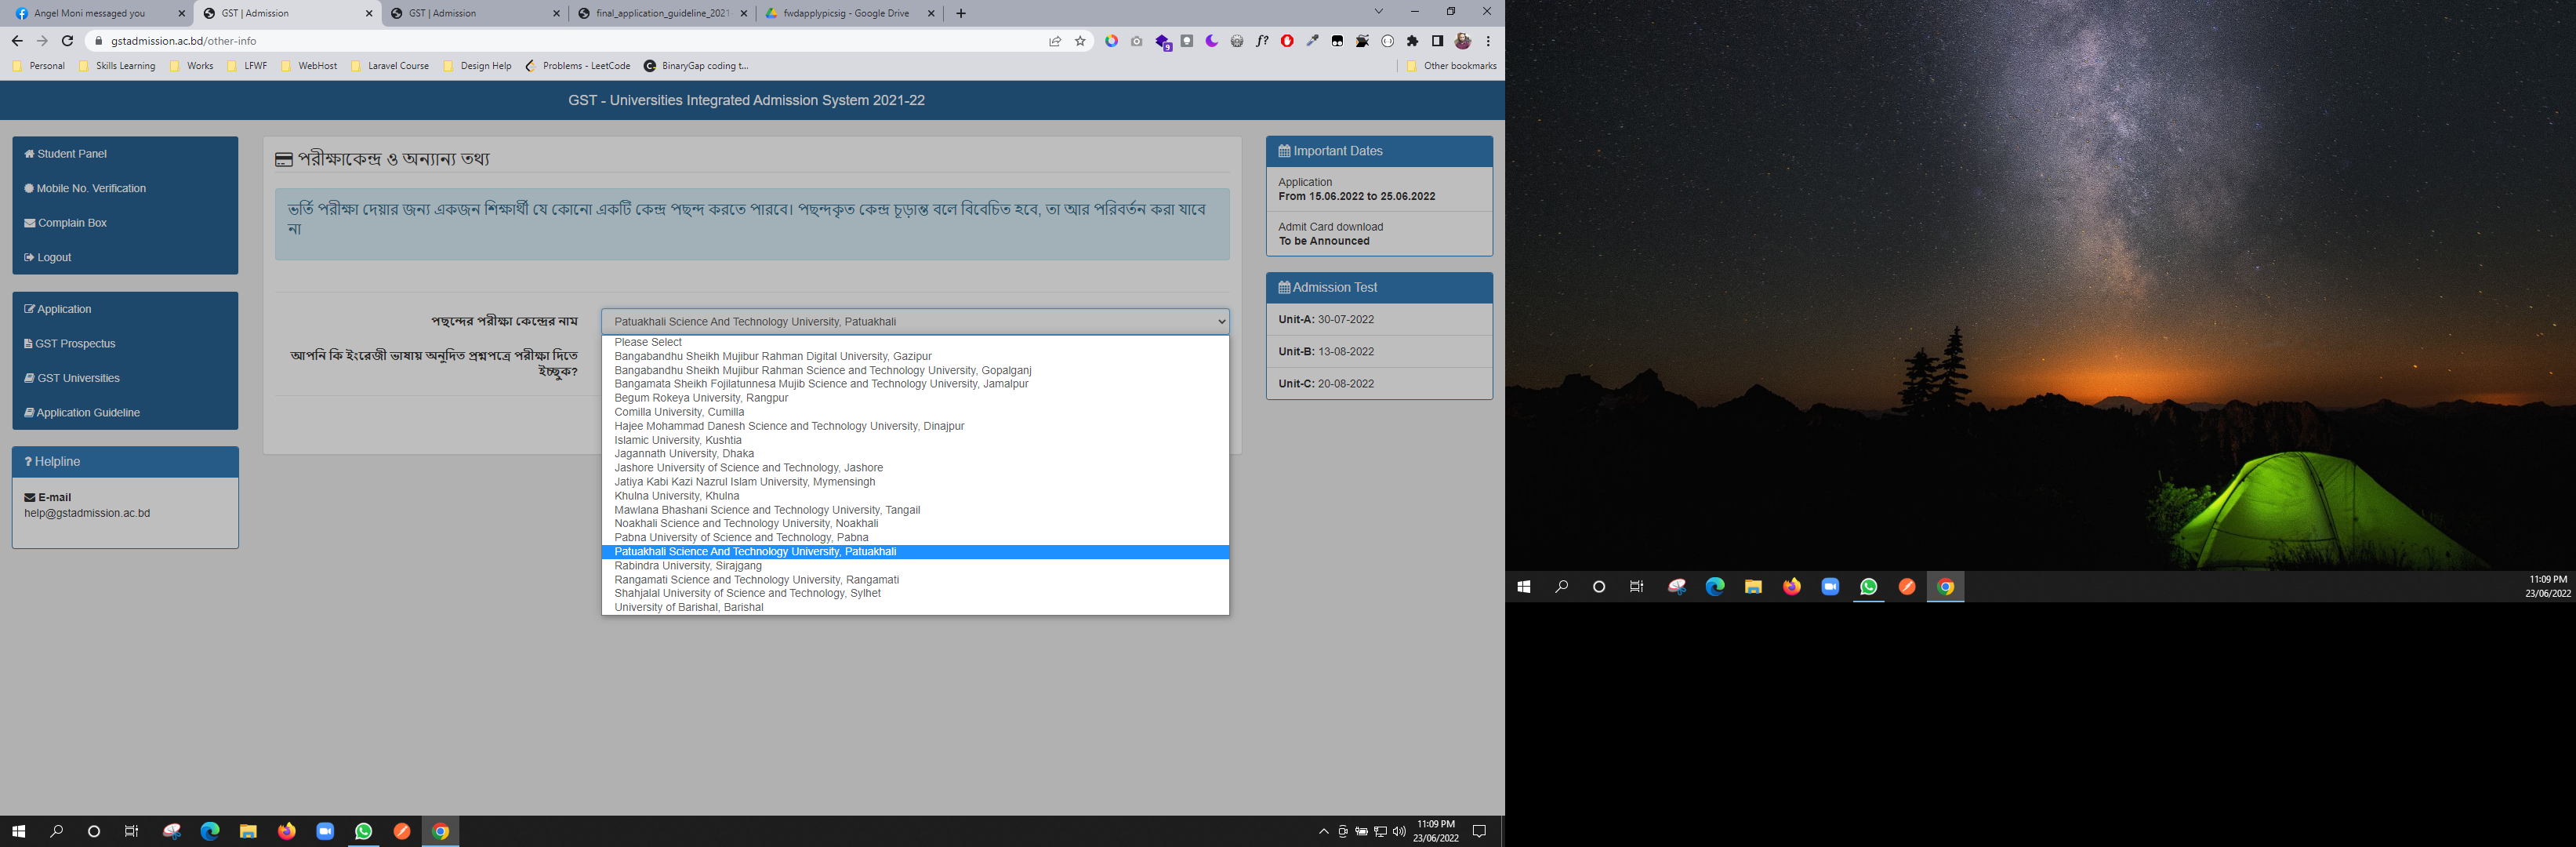 Angel Moni messaged you
GST | Admission
GST | Admission
final_application_guideline_2021
fwdapplypicsig - Google Drive
gstadmission.ac.bd/other-info
9
f?
Personal
Skills Learning
Works
LFWF
WebHost
Laravel Course
Design Help
Problems - LeetCode
BinaryGap coding t...
Other bookmarks
GST - Universities Integrated Admission System 2021-22
Student Panel
Mobile No. Verification
Complain Box
Logout
Application
GST Prospectus
GST Universities
Application Guideline
? Helpline
E-mail
help@gstadmission.ac.bd
পরীক্ষাকেন্দ্র ও অন্যান্য তথ্য
ভর্তি পরীক্ষা দেয়ার জন্য একজন শিক্ষার্থী যে কোনো একটি কেন্দ্র পছন্দ করতে পারবে। পছন্দকৃত কেন্দ্র চূড়ান্ত বলে বিবেচিত হবে, তা আর পরিবর্তন করা যাবে
না
পছন্দের পরীক্ষা কেন্দ্রের নাম
Patuakhali Science And Technology University, Patuakhali
আপনি কি ইংরেজী ভাষায় অনুদিত প্রশ্নপত্রে পরীক্ষা দিতে
ইচ্ছুক?
Please Select
Bangabandhu Sheikh Mujibur Rahman Digital University, Gazipur
Bangabandhu Sheikh Mujibur Rahman Science and Technology University, Gopalganj
Bangamata Sheikh Fojilatunnesa Mujib Science and Technology University, Jamalpur
Begum Rokeya University, Rangpur
Comilla University, Cumilla
Hajee Mohammad Danesh Science and Technology University, Dinajpur
Islamic University, Kushtia
Jagannath University, Dhaka
Jashore University of Science and Technology, Jashore
Jatiya Kabi Kazi Nazrul Islam University, Mymensingh
Khulna University, Khulna
Mawlana Bhashani Science and Technology University, Tangail
Noakhali Science and Technology University, Noakhali
Pabna University of Science and Technology, Pabna
Patuakhali Science And Technology University, Patuakhali
Rabindra University, Sirajgang
Rangamati Science and Technology University, Rangamati
Shahjalal University of Science and Technology, Sylhet
University of Barishal, Barishal
Important Dates
Application
From 15.06.2022 to 25.06.2022
Admit Card download
To be Announced
Admission Test
Unit-A: 30-07-2022
Unit-B: 13-08-2022
Unit-C: 20-08-2022
11:09 PM
23/06/2022
11:09 PM
23/06/2022